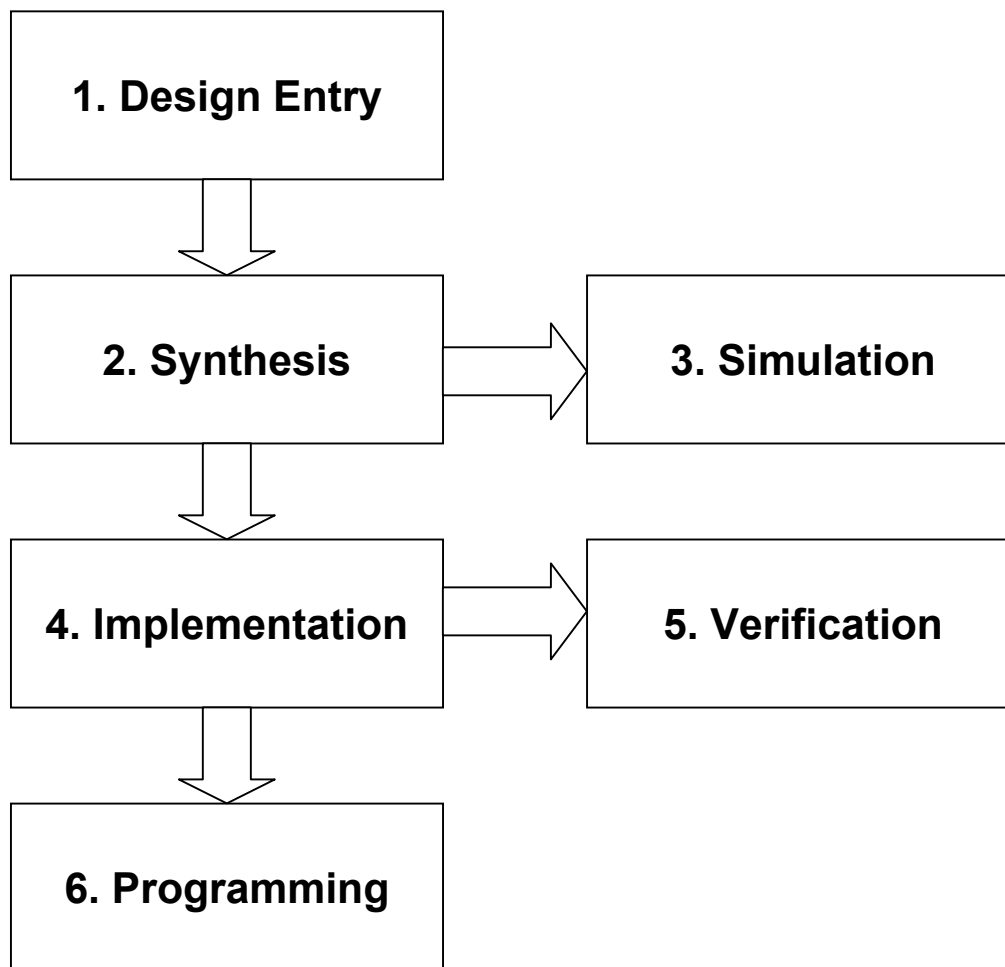 1. Design Entry
2. Synthesis
3. Simulation
4. Implementation
5. Verification
6. Programming